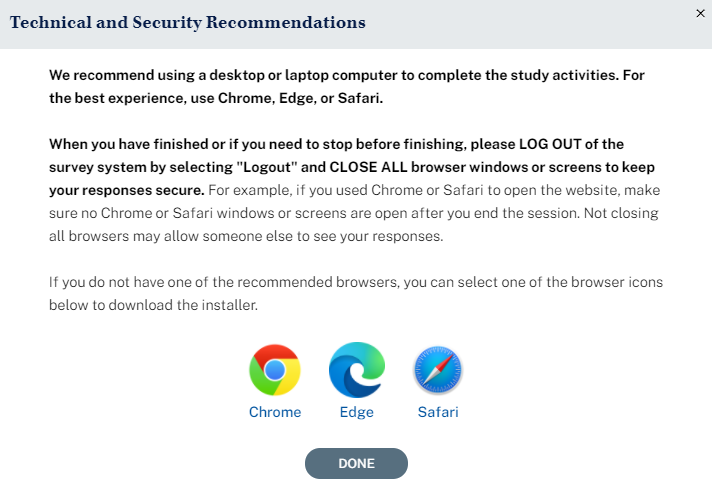 Technical and Security Recommendations
×
We recommend using a desktop or laptop computer to complete the study activities. For
the best experience, use Chrome, Edge, or Safari.
When you have finished or if you need to stop before finishing, please LOG OUT of the
survey system by selecting "Logout" and CLOSE ALL browser windows or screens to keep
your responses secure. For example, if you used Chrome or Safari to open the website, make
sure no Chrome or Safari windows or screens are open after you end the session. Not closing
all browsers may allow someone else to see your responses.
If you do not have one of the recommended browsers, you can select one of the browser icons
below to download the installer.
Chrome Edge Safari
DONE